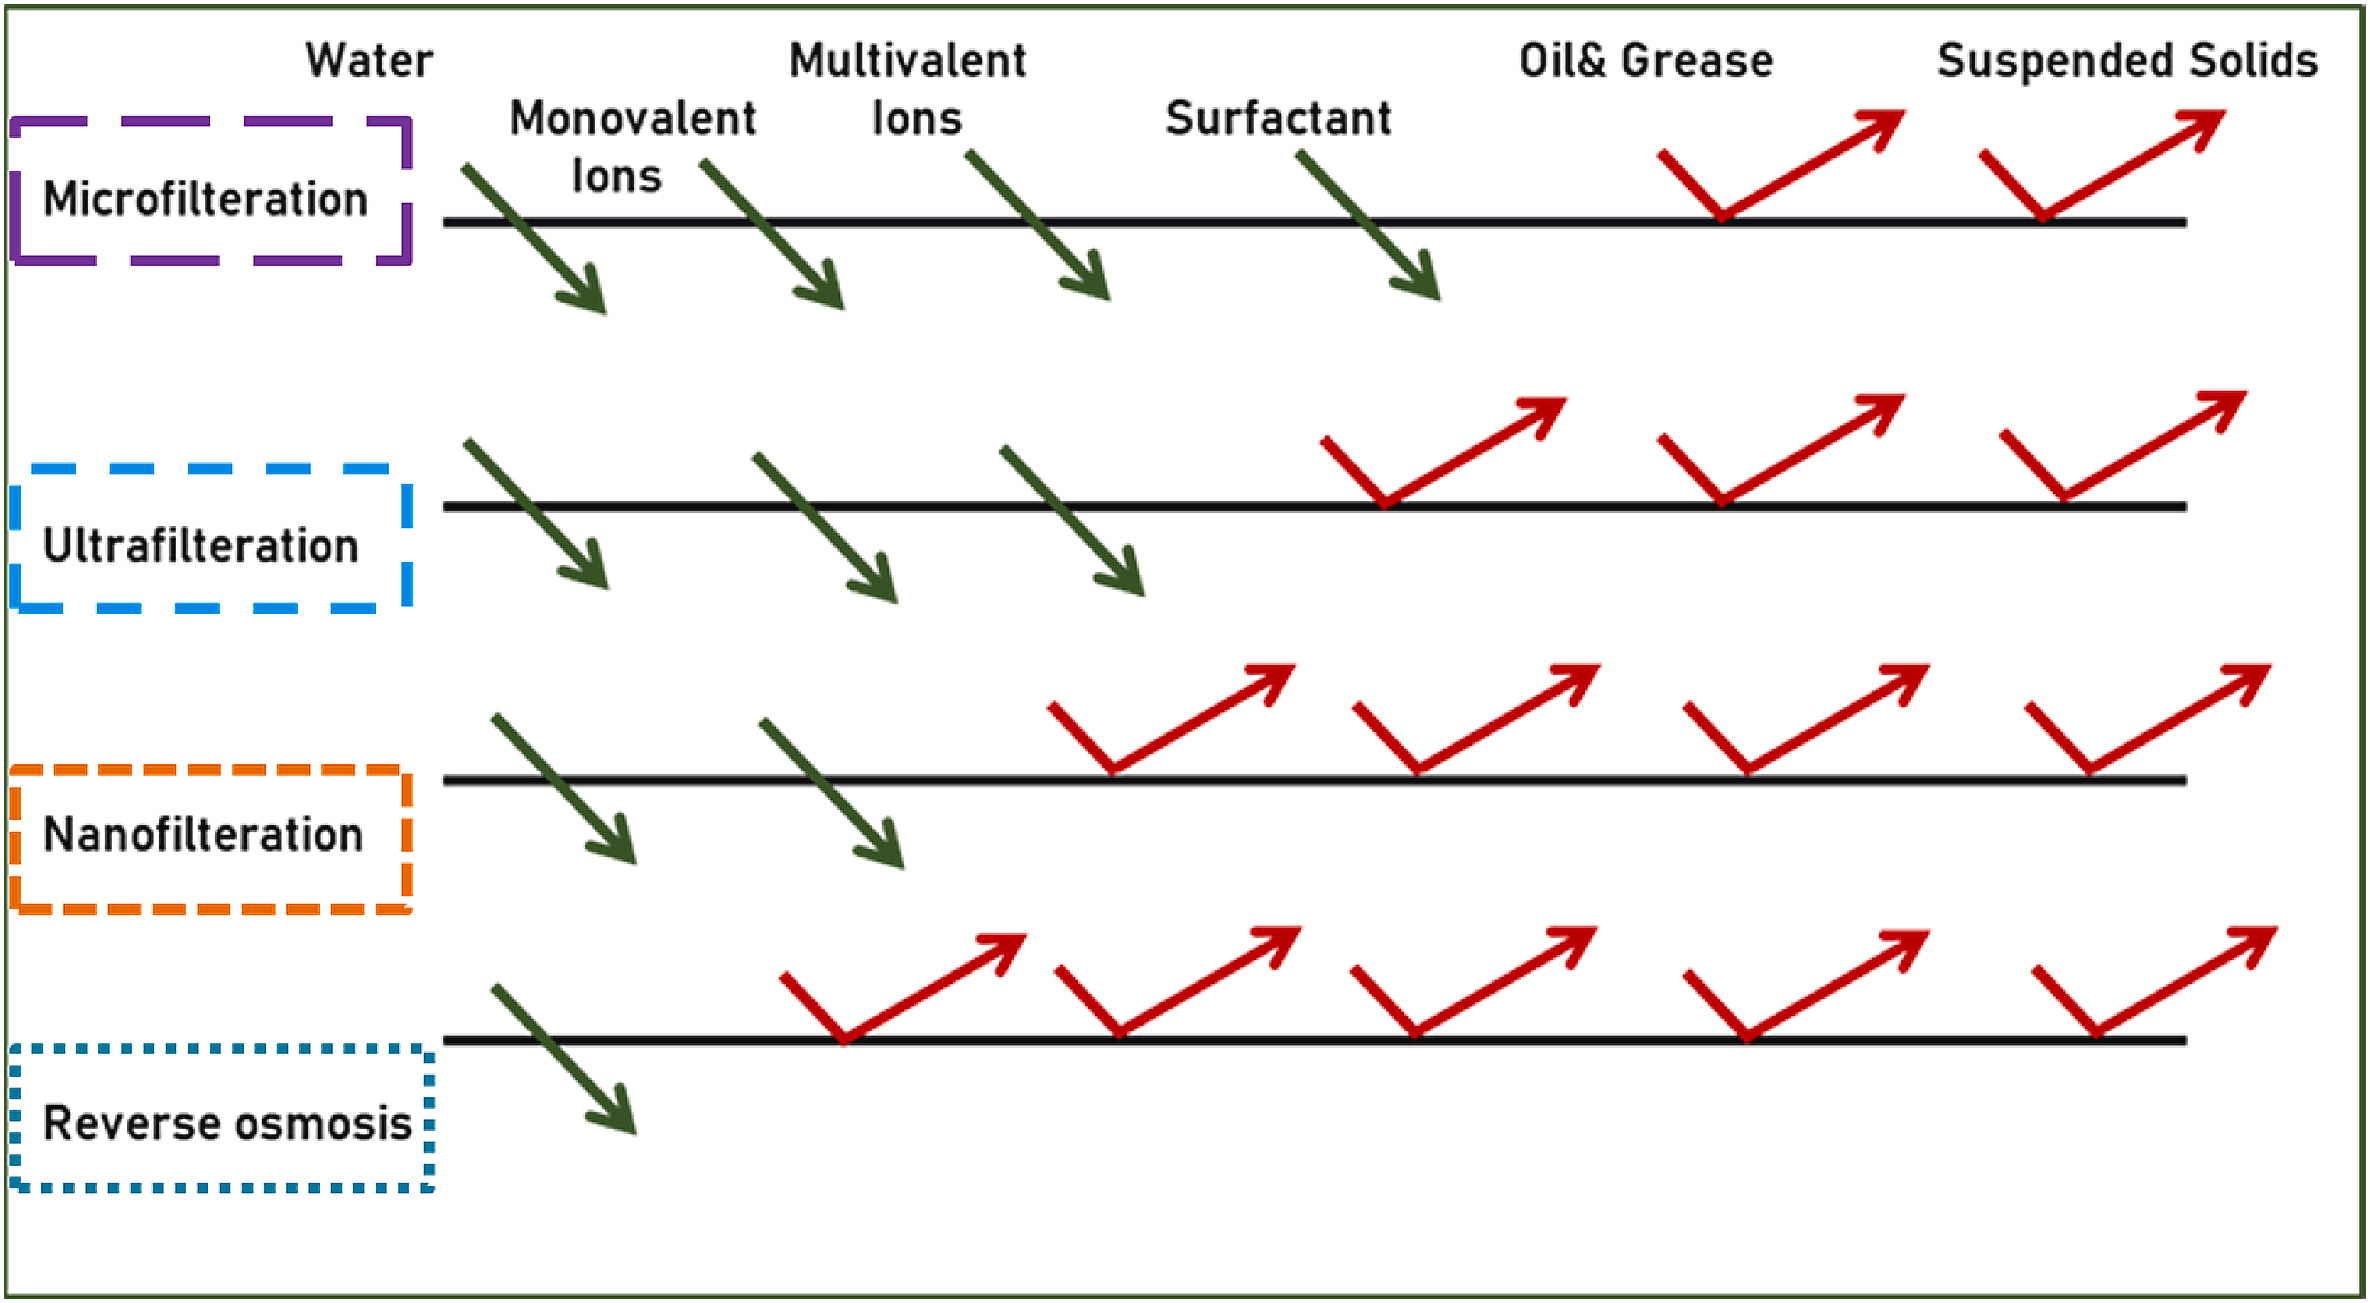 Water
Monovalent
Ions
Multivalent
Ions
Surfactant
Oil& Grease
Suspended Solids
Microfilteration
Ultrafilteration
Nanofilteration
Reverse osmosis